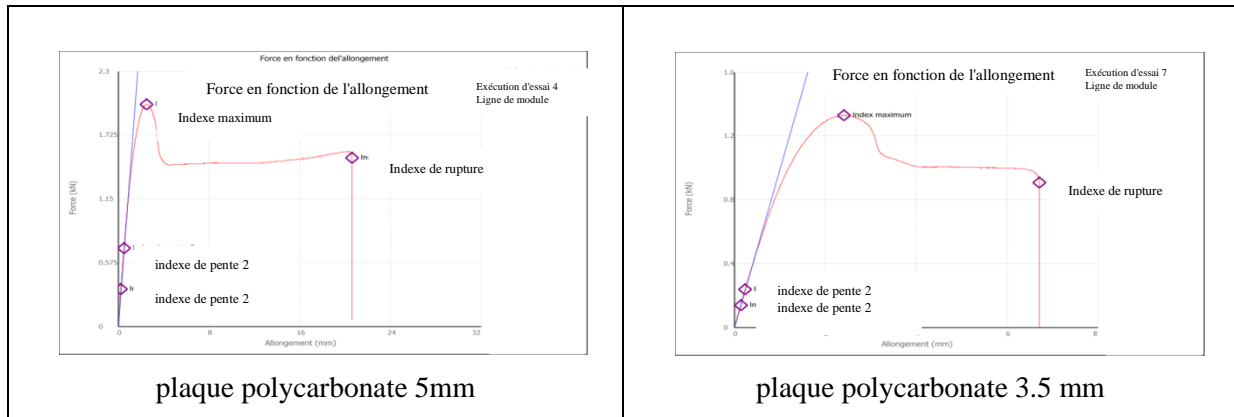 Force en fonction del'allongement
2.3
Force en fonction de l'allongement
Exécution d'essai 4
Ligne de module
I
Indexe maximum
1.725
In
Indexe de rupture
1.15
Force (kN)
0.575
indexe de pente 2
Ir
indexe de pente 2
0
0 8 16 24 32
Allongement (mm)
plaque polycarbonate 5mm
1.6
Force en fonction de l'allongement
Exécution d'essai 7
Ligne de module
Index maximum
1.2
Indexe de rupture
0.8
Force (kN)
0.4
I
indexe de pente 2
In
indexe de pente 2
0
0 6 8
Allongement (mm)
plaque polycarbonate 3.5 mm